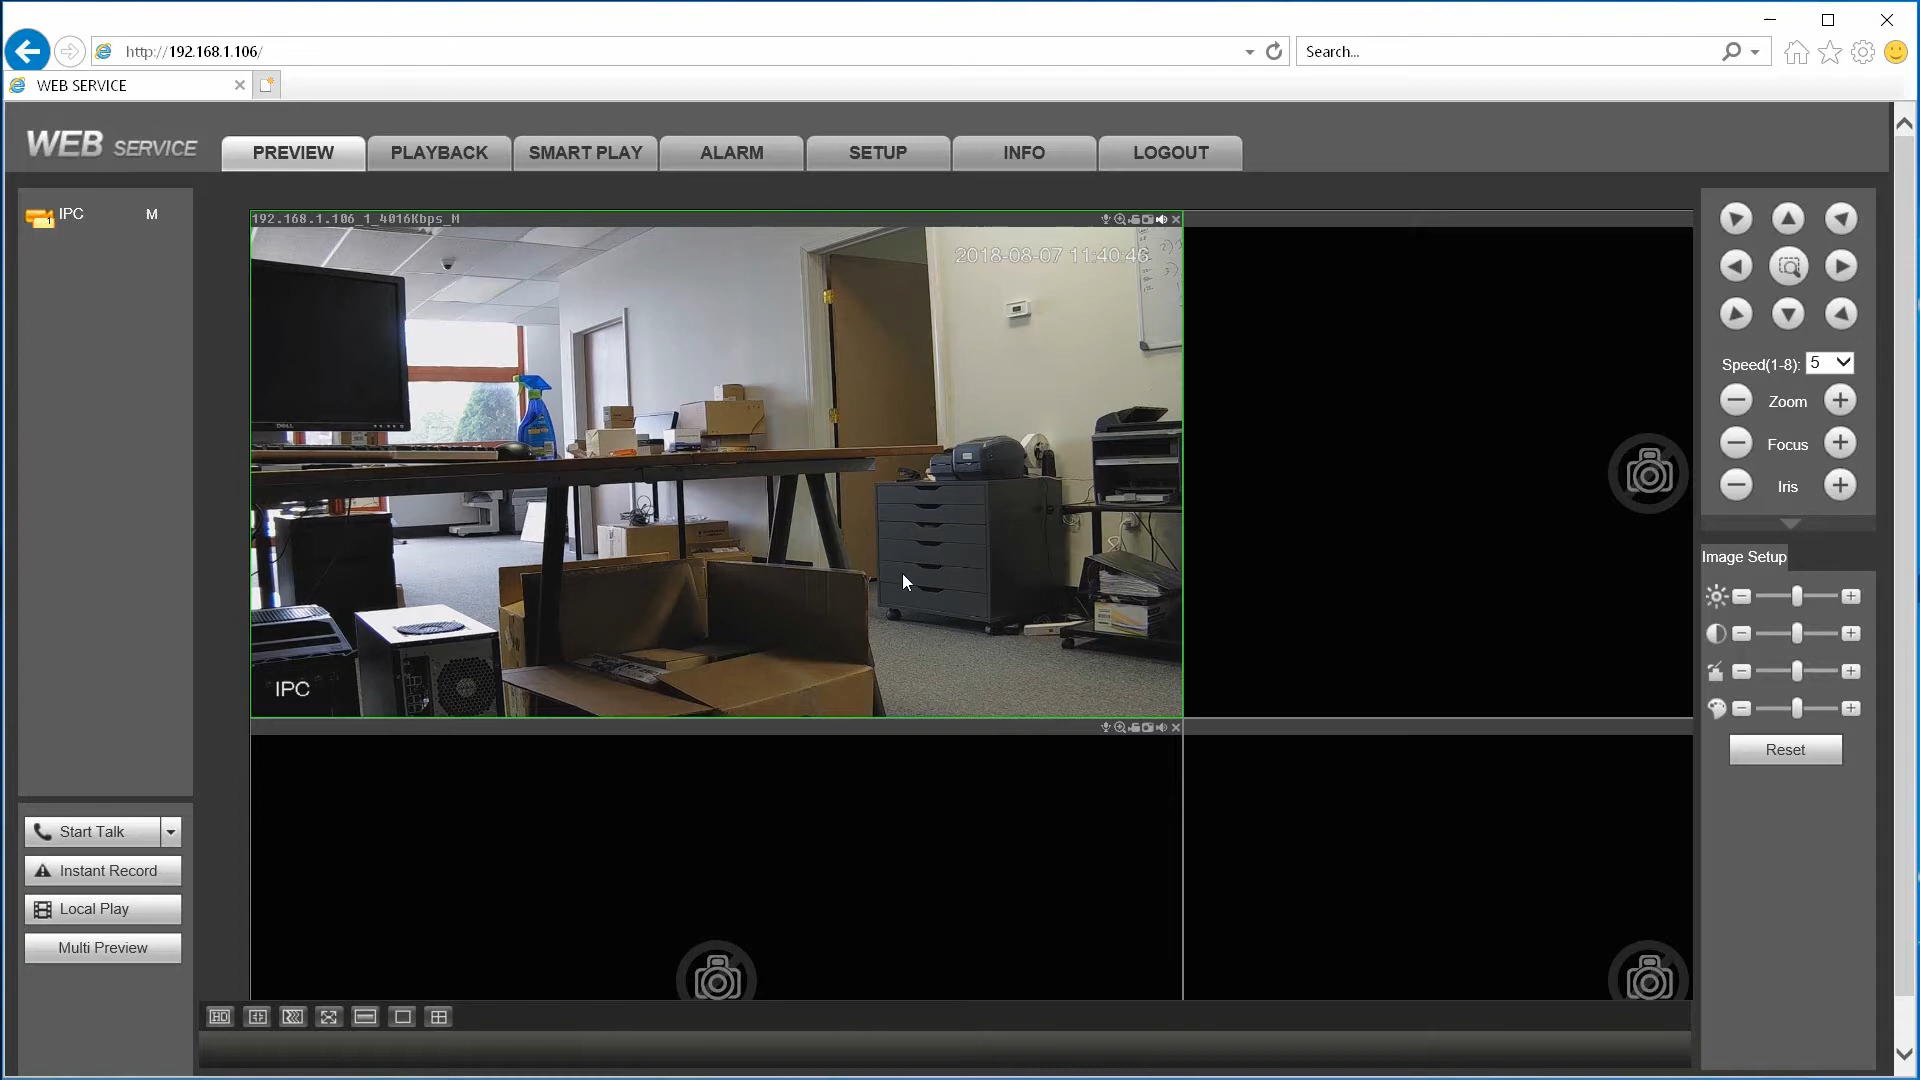 http://192.168.1.106/
Search...
WEB SERVICE
WEB SERVICE
PREVIEW
PLAYBACK
SMART PLAY
ALARM
SETUP
INFO
LOGOUT
IPC
M
192.168.1.106_1_4016Kbps_M
2018-08-07 11:40:46
DELL
IPC
Speed(1-8):
5
Zoom
Focus
Iris
Image Setup
Reset
Start Talk
Instant Record
Local Play
Multi Preview
HD